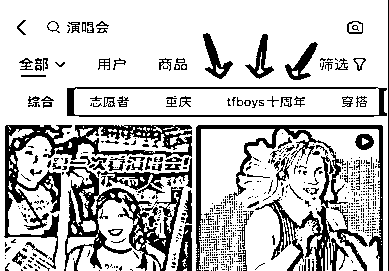 演唱会
全部 用户 商品 筛选
综合 志愿者 重庆 tfboys十周年 穿搭
第一次看演唱会!